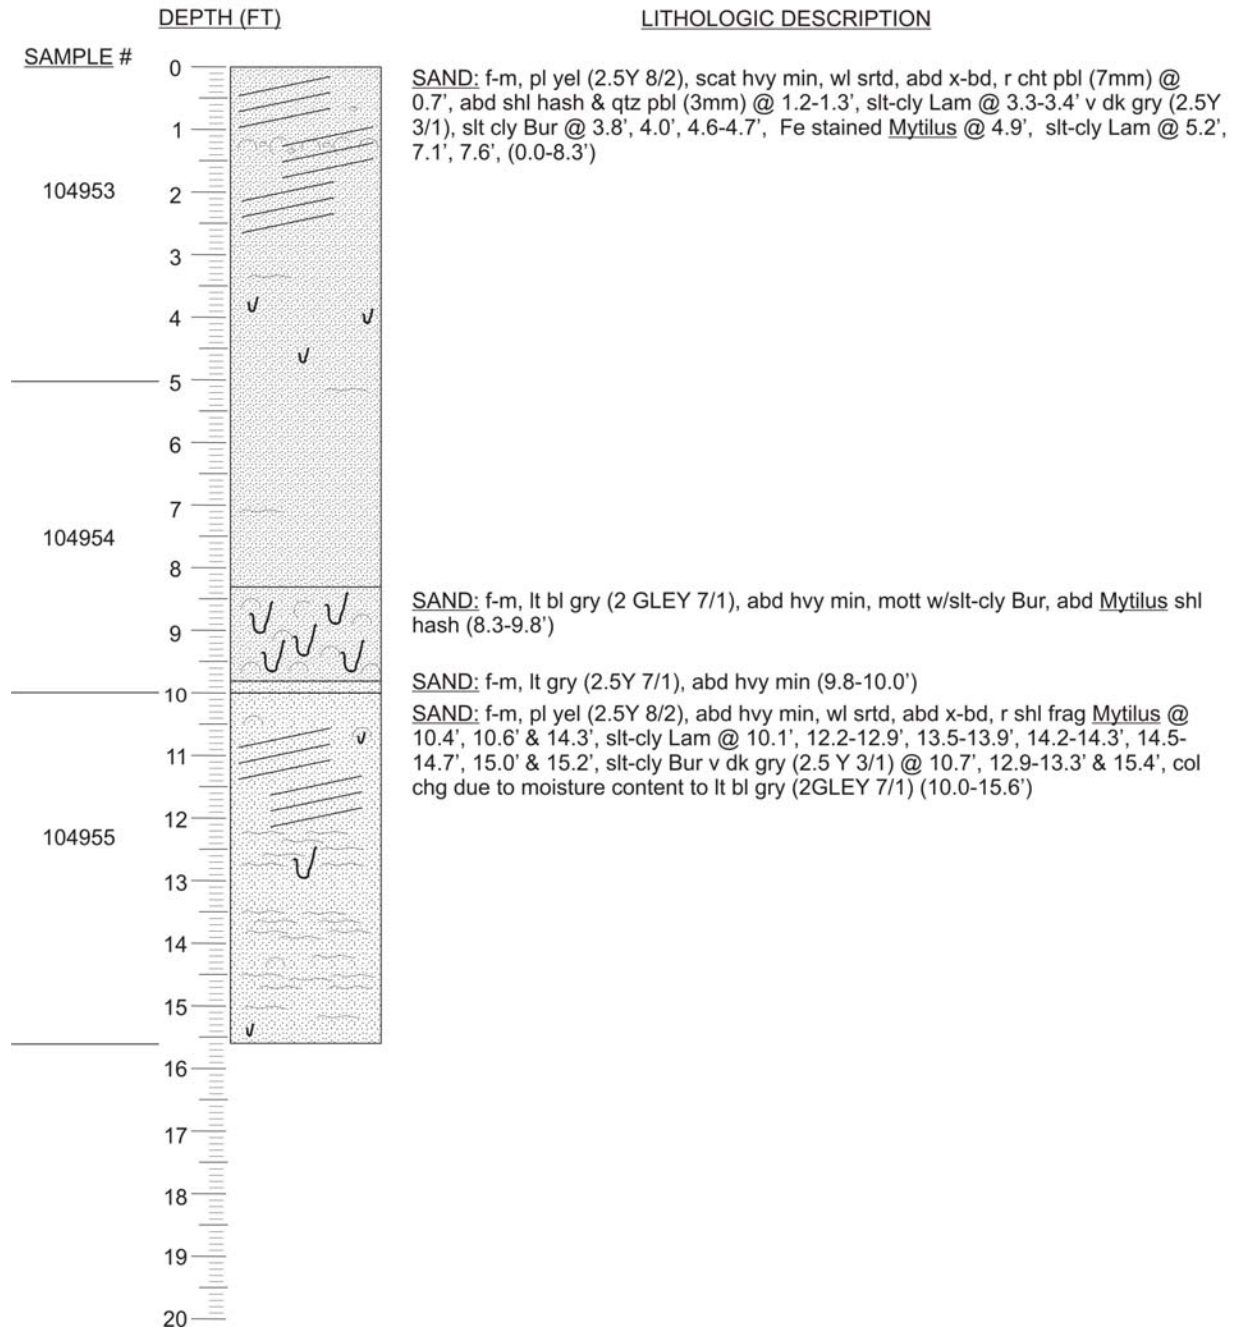 DEPTH (FT)
LITHOLOGIC DESCRIPTION
SAMPLE #
0
SAND: f-m, pl yel (2.5Y 8/2), scat hvy min, wl srtd, abd x-bd, r cht pbl (7mm) @
0.7’, abd shl hash & qtz pbl (3mm) @ 1.2-1.3’, slt-cly Lam @ 3.3-3.4’ v dk gry (2.5Y
3/1), slt cly Bur @ 3.8’, 4.0’, 4.6-4.7’, Fe stained Mytilus @ 4.9’, slt-cly Lam @ 5.2’,
7.1’, 7.6’, (0.0-8.3’)
1
104953
2
3
4
5
6
7
104954
8
SAND: f-m, lt bl gry (2 GLEY 7/1), abd hvy min, mott w/slt-cly Bur, abd Mytilus shl
hash (8.3-9.8’)
9
SAND: f-m, lt gry (2.5Y 7/1), abd hvy min (9.8-10.0’)
10
SAND: f-m, pl yel (2.5Y 8/2), abd hvy min, wl srtd, abd x-bd, r shl frag Mytilus @
10.4’, 10.6’ & 14.3’, slt-cly Lam @ 10.1’, 12.2-12.9’, 13.5-13.9’, 14.2-14.3’, 14.5-
14.7’, 15.0’ & 15.2’, slt-cly Bur v dk gry (2.5 Y 3/1) @ 10.7’, 12.9-13.3’ & 15.4’, col
chg due to moisture content to lt bl gry (2GLEY 7/1) (10.0-15.6’)
11
12
104955
13
14
15
16
17
18
19
20